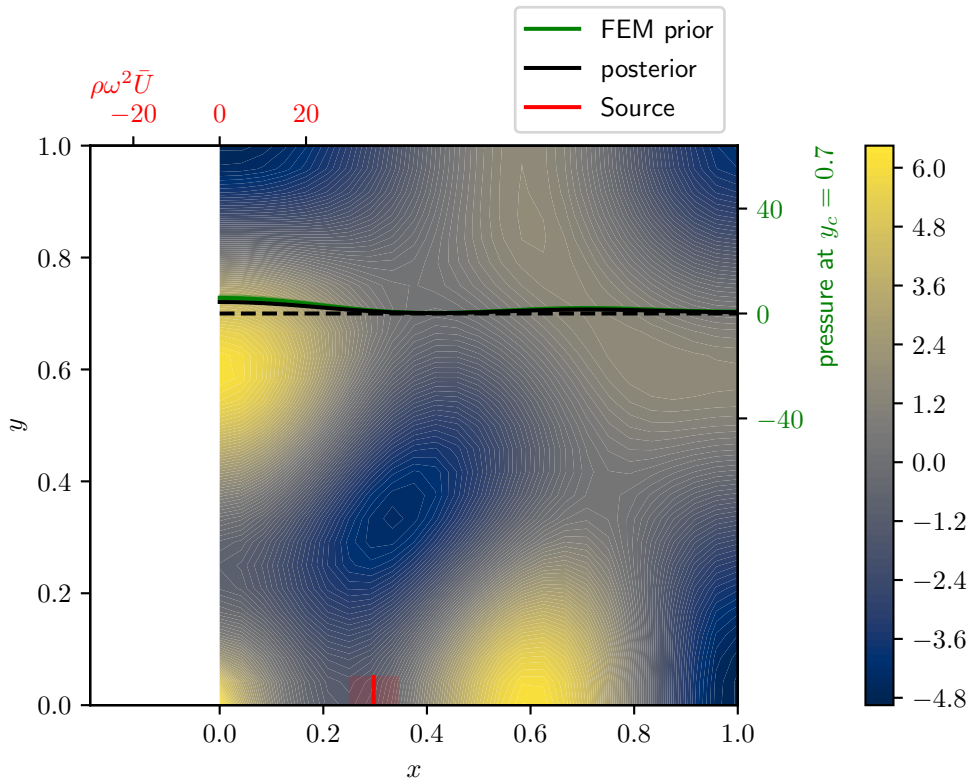 FEM prior
posterior
Source
ρω²Ū
−20 0 20
1.0
0.8
0.6
0.4
0.2
0.0
y
0.0 0.2 0.4 0.6 0.8 1.0
x
40
0
−40
pressure at y_c = 0.7
6.0
4.8
3.6
2.4
1.2
0.0
−1.2
−2.4
−3.6
−4.8